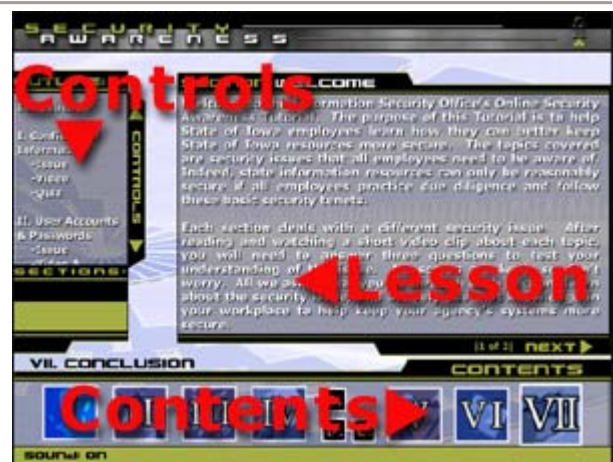 SECURITY
AWARENESS
Controls
WELCOME
Information Security Office's Online Security
Awareness Tutorial. The purpose of this Tutorial is to help
State of Iowa employees learn how they can better keep
State of Iowa resources more secure. The topics covered
are security issues that all employees need to be aware of.
Indeed, state information resources can only be reasonably
secure if all employees practice due diligence and follow
these basic security tenets.
-Issue
-Video
-Quiz
II. User Accounts
& Passwords
-Issue
CONTROLS
SECTIONS
Each section deals with a different security issue. After
reading and watching a short video clip about each topic,
you will need to answer three questions to test your
understanding of
Lesson
worry. All we
about the security
your workplace to help keep your agency's systems more
secure.
[1 of 2] NEXT
VII. CONCLUSION
CONTENTS
Contents
V VI VII
SOUND: ON